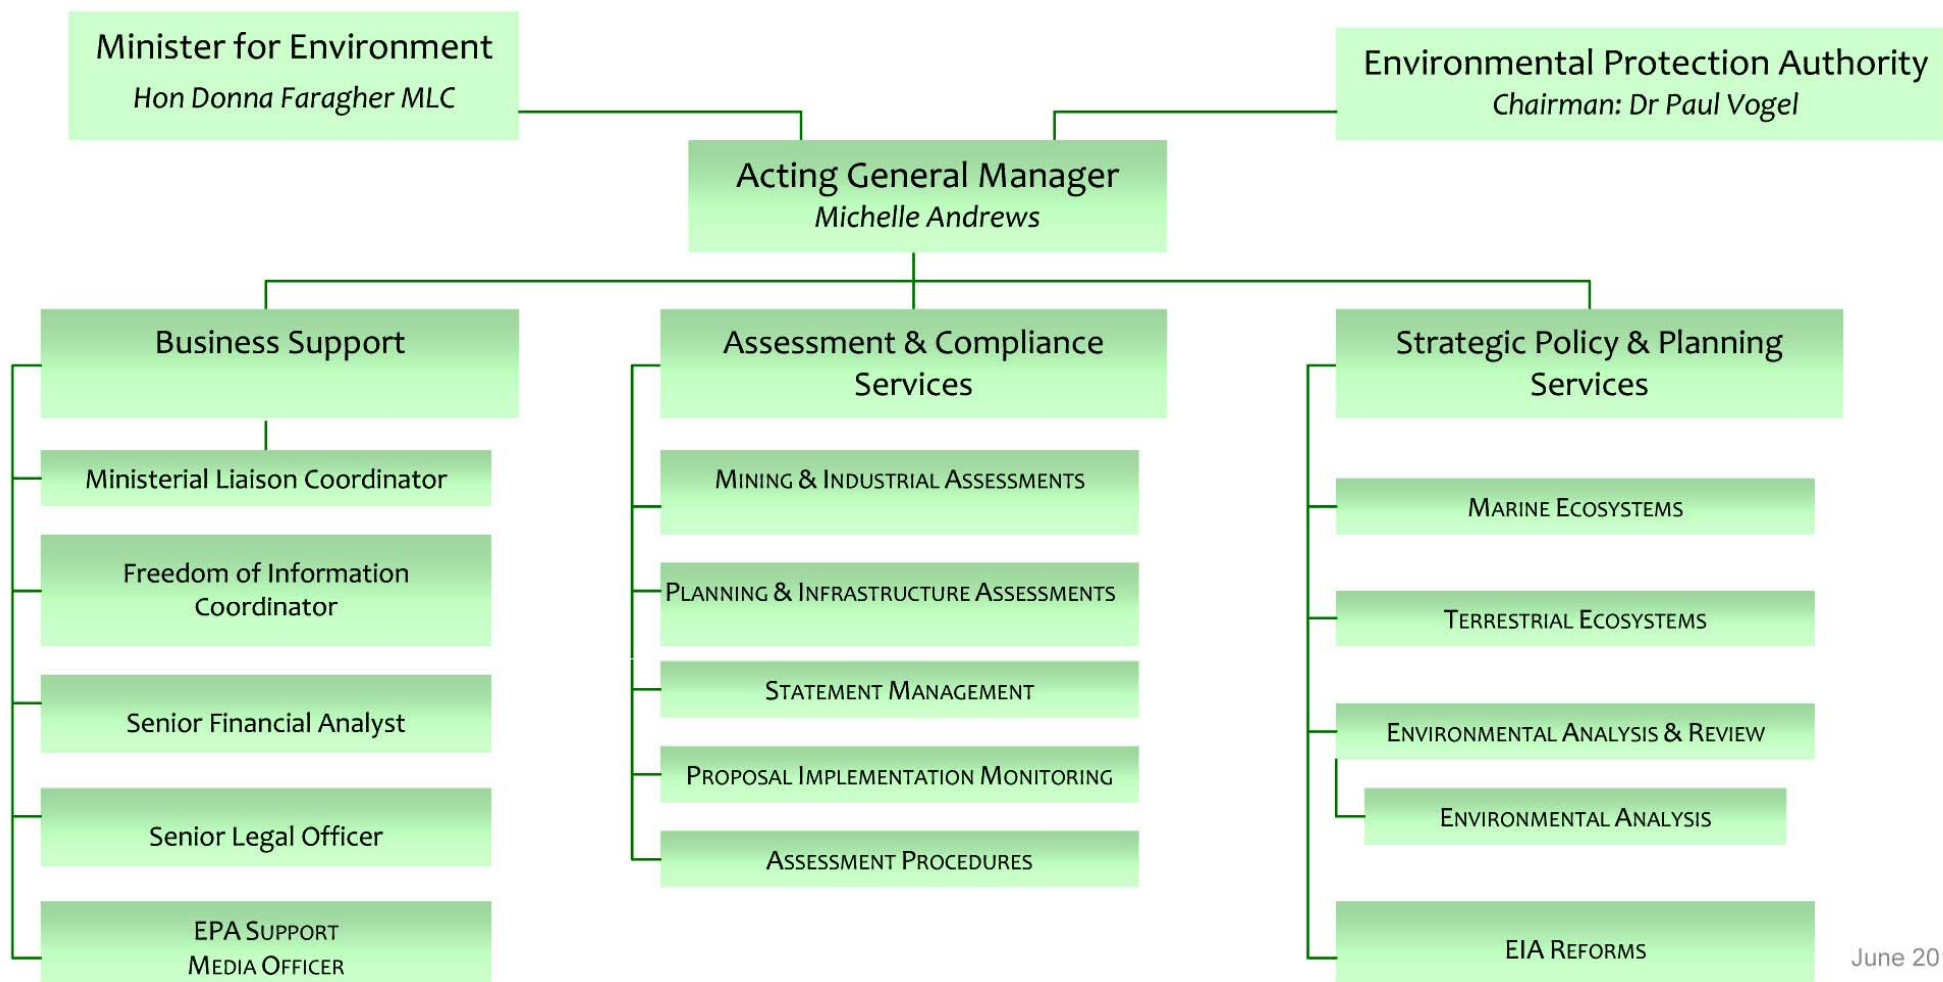 Minister for Environment
Hon Donna Faragher MLC
Environmental Protection Authority
Chairman: Dr Paul Vogel
Acting General Manager
Michelle Andrews
Business Support
Ministerial Liaison Coordinator
Freedom of Information
Coordinator
Senior Financial Analyst
Senior Legal Officer
EPA SUPPORT
MEDIA OFFICER
Assessment & Compliance
Services
MINING & INDUSTRIAL ASSESSMENTS
PLANNING & INFRASTRUCTURE ASSESSMENTS
STATEMENT MANAGEMENT
PROPOSAL IMPLEMENTATION MONITORING
ASSESSMENT PROCEDURES
Strategic Policy & Planning
Services
MARINE ECOSYSTEMS
TERRESTRIAL ECOSYSTEMS
ENVIRONMENTAL ANALYSIS & REVIEW
ENVIRONMENTAL ANALYSIS
EIA REFORMS
June